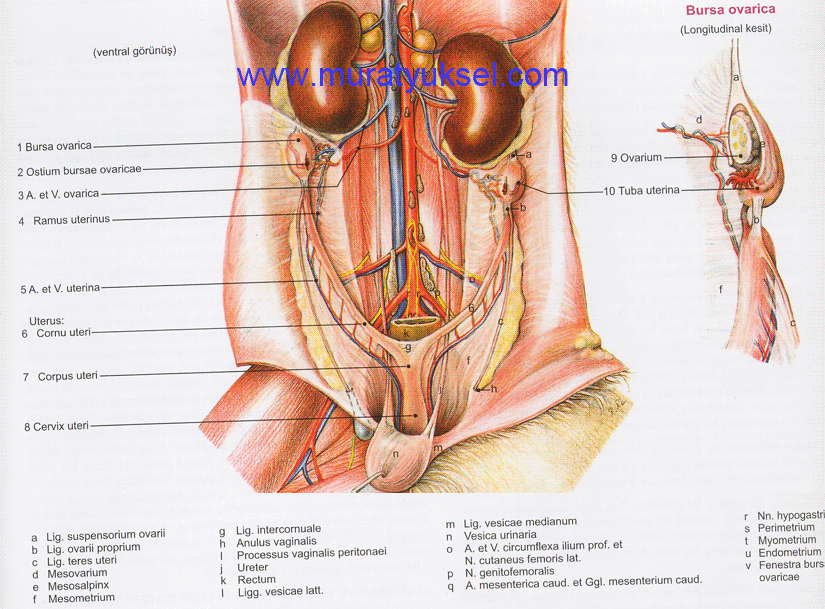 Bursa ovarica
(Longitudinal kesit)
(ventral görünüş)
www.muratyuksel.com
1 Bursa ovarica
2 Ostium bursae ovaricae
3 A. et V. ovarica
4 Ramus uterinus
5 A. et V. uterina
Uterus:
6 Cornu uteri
7 Corpus uteri
8 Cervix uteri
9 Ovarium
10 Tuba uterina
a
b
o
p
6
c
k
g
f
j
h
m
n
a
d
e
b
f
c
a Lig. suspensorium ovarii
b Lig. ovarii proprium
c Lig. teres uteri
d Mesovarium
e Mesosalpinx
f Mesometrium
g Lig. intercornuale
h Anulus vaginalis
I Processus vaginalis peritonaei
j Ureter
k Rectum
l Ligg. vesicae latt.
m Lig. vesicae medianum
n Vesica urinaria
o A. et V. circumflexa ilium prof. et
N. cutaneus femoris lat.
p N. genitofemoralis
q A. mesenterica caud. et Ggl. mesenterium caud.
r Nn. hypogastri
s Perimetrium
t Myometrium
u Endometrium
v Fenestra burs
ovaricae